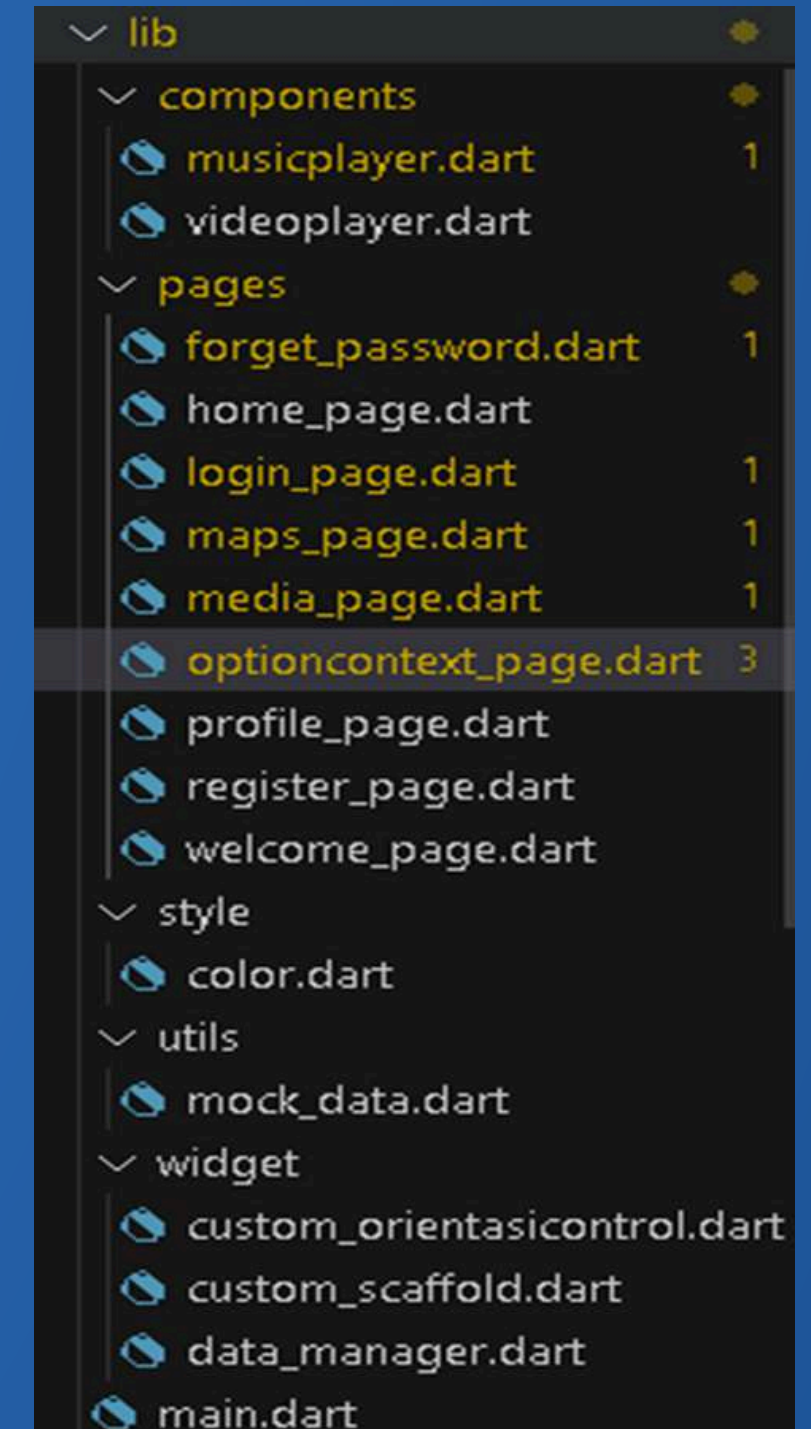 lib
components
musicplayer.dart 1
videoplayer.dart
pages
forget_password.dart 1
home_page.dart
login_page.dart 1
maps_page.dart 1
media_page.dart 1
optioncontext_page.dart 3
profile_page.dart
register_page.dart
welcome_page.dart
style
color.dart
utils
mock_data.dart
widget
custom_orientasicontrol.dart
custom_scaffold.dart
data_manager.dart
main.dart